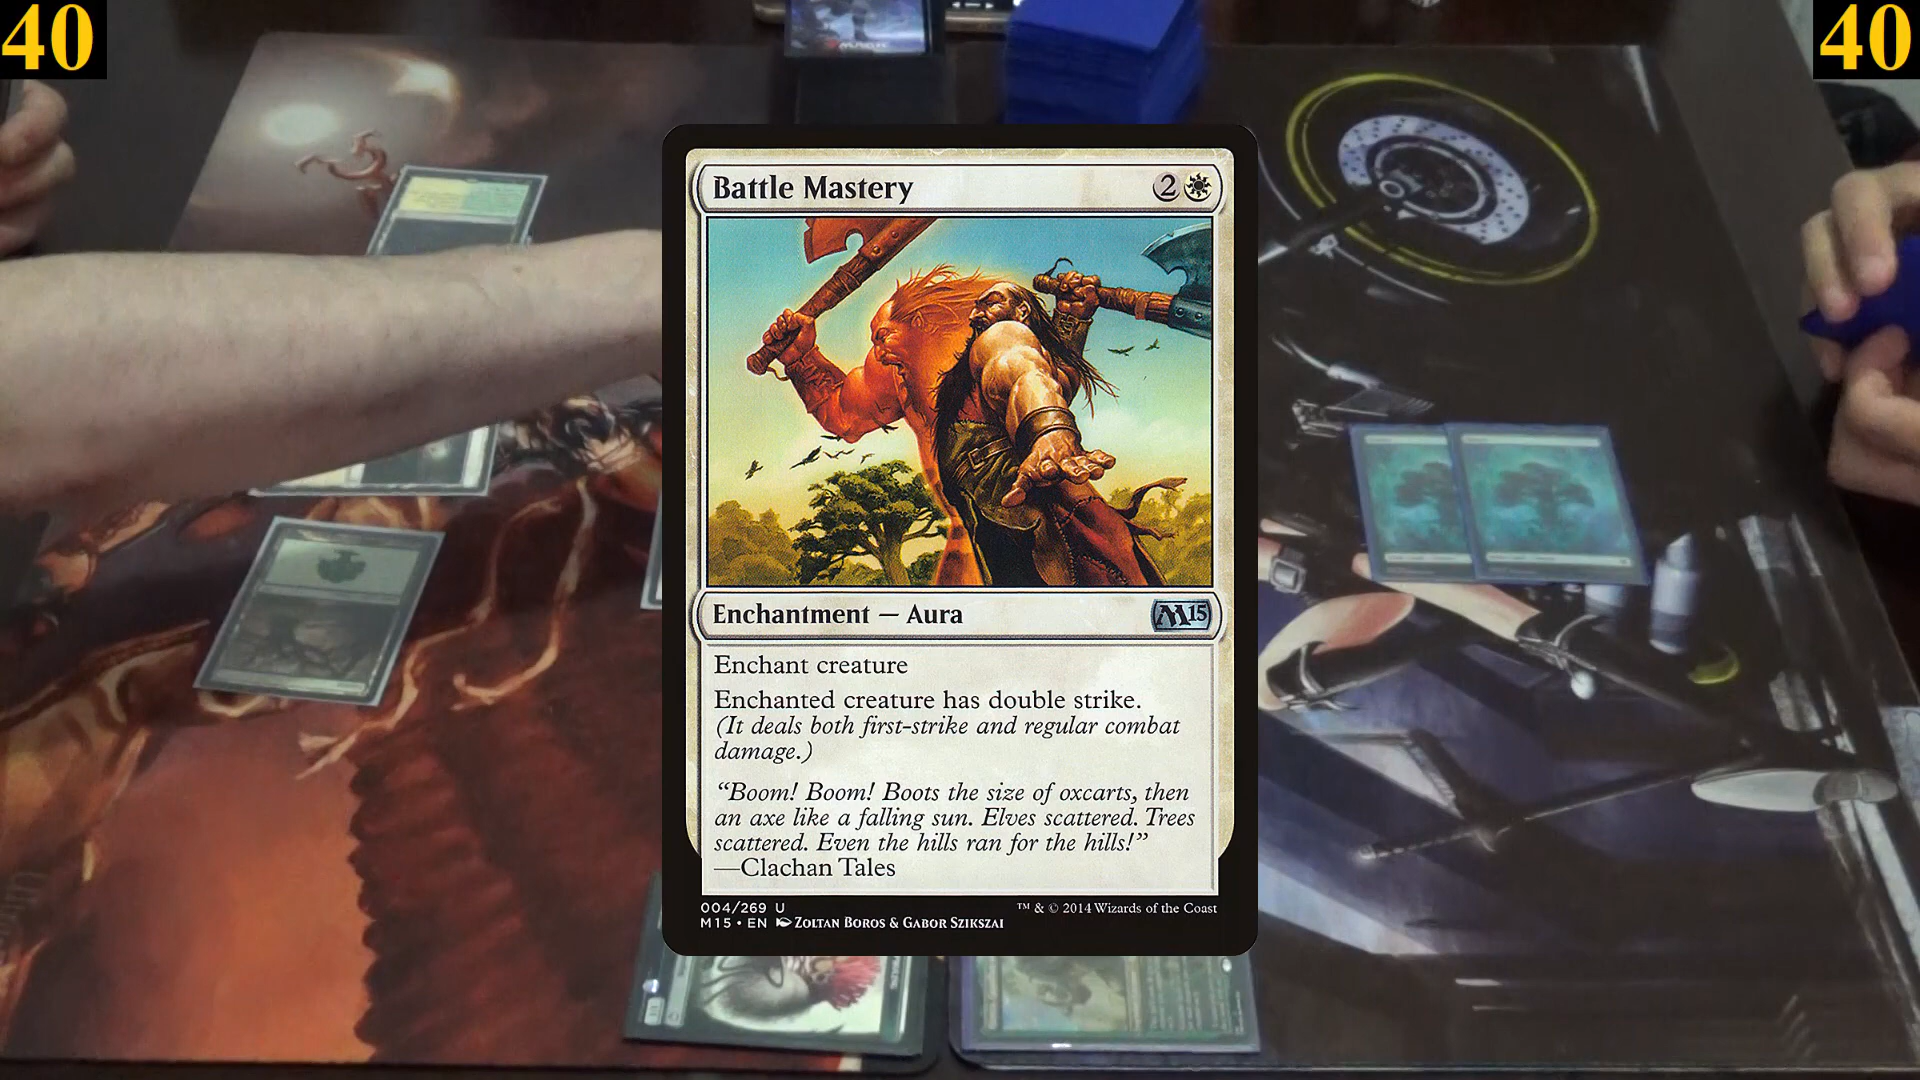 40
40
Battle Mastery
2
Enchantment — Aura
M15
Enchant creature
Enchanted creature has double strike.
(It deals both first-strike and regular combat
damage.)
“Boom! Boom! Boots the size of oxcarts, then
an axe like a falling sun. Elves scattered. Trees
scattered. Even the hills ran for the hills!”
—Clachan Tales
004/269 U
™ & © 2014 Wizards of the Coast
M15 • EN Zoltan Boros & Gabor Szikszai